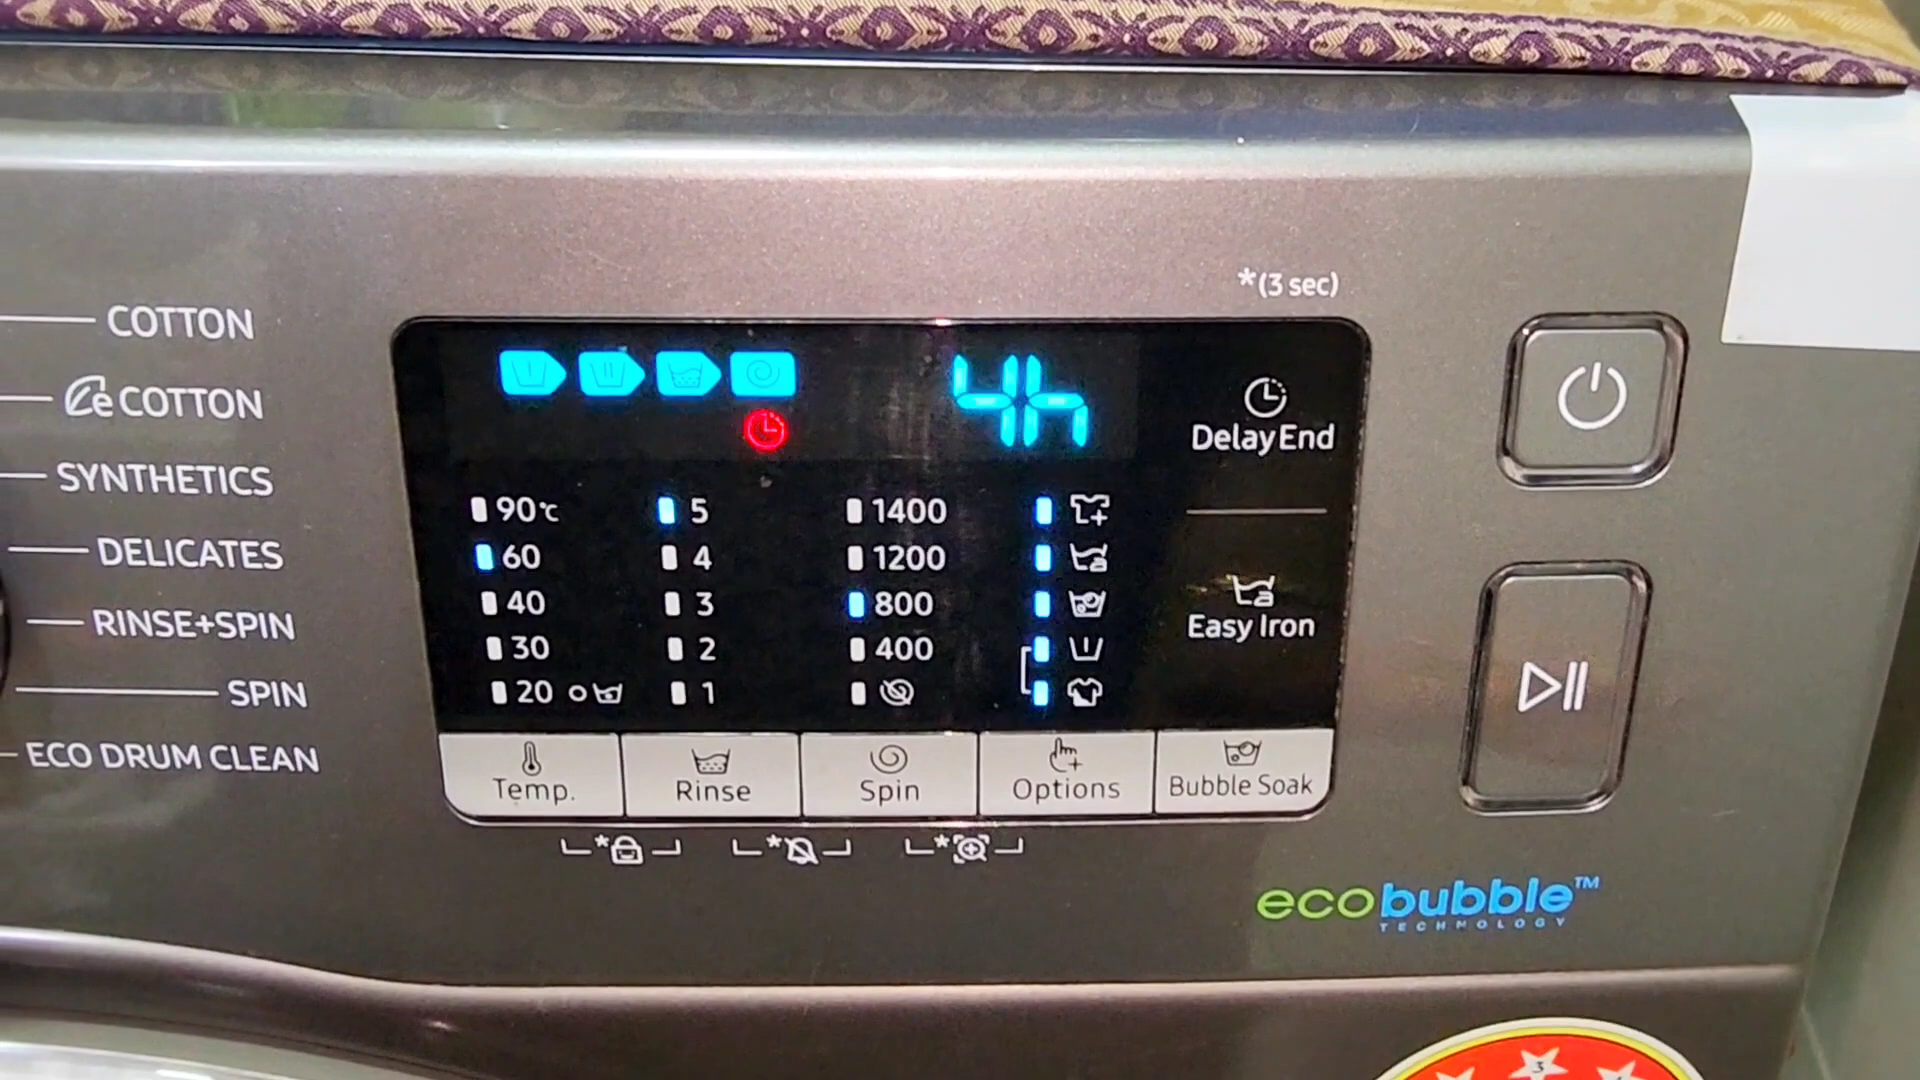 COTTON
e COTTON
SYNTHETICS
DELICATES
RINSE+SPIN
SPIN
ECO DRUM CLEAN
*(3 sec)
4h
Delay End
Easy Iron
90℃
60
40
30
20
5
4
3
2
1
1400
1200
800
400
Temp.
Rinse
Spin
Options
Bubble Soak
*
*
*
ecobubble™
TECHNOLOGY
3